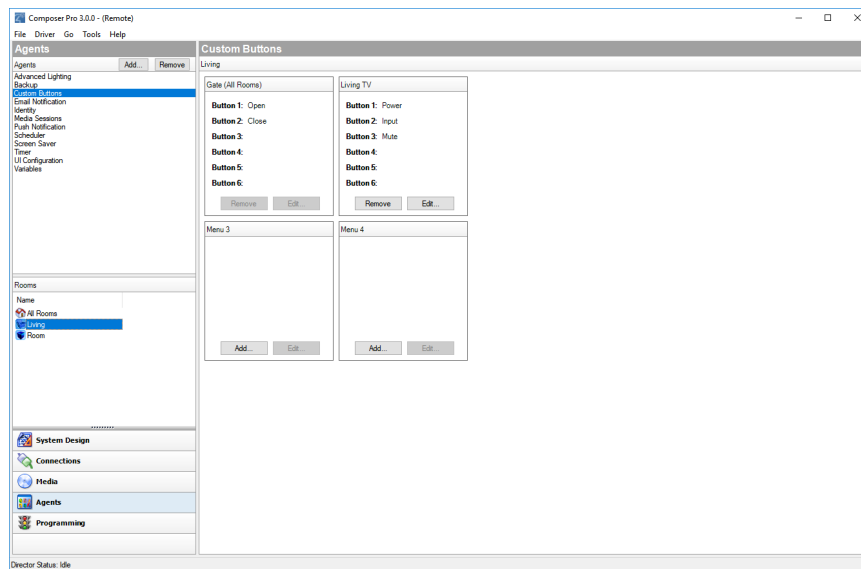 Composer Pro 3.0.0 - (Remote)
File Driver Go Tools Help
Agents
Agents Add... Remove
Advanced Lighting
Backup
Custom Buttons
Email Notification
Identity
Media Sessions
Push Notification
Scheduler
Screen Saver
Timer
UI Configuration
Variables
Rooms
Name
All Rooms
Living
Room
System Design
Connections
Media
Agents
Programming
Custom Buttons
Living
Gate (All Rooms)
Button 1: Open
Button 2: Close
Button 3:
Button 4:
Button 5:
Button 6:
Remove Edit...
Living TV
Button 1: Power
Button 2: Input
Button 3: Mute
Button 4:
Button 5:
Button 6:
Remove Edit...
Menu 3
Add... Edit...
Menu 4
Add... Edit...
Director Status: Idle